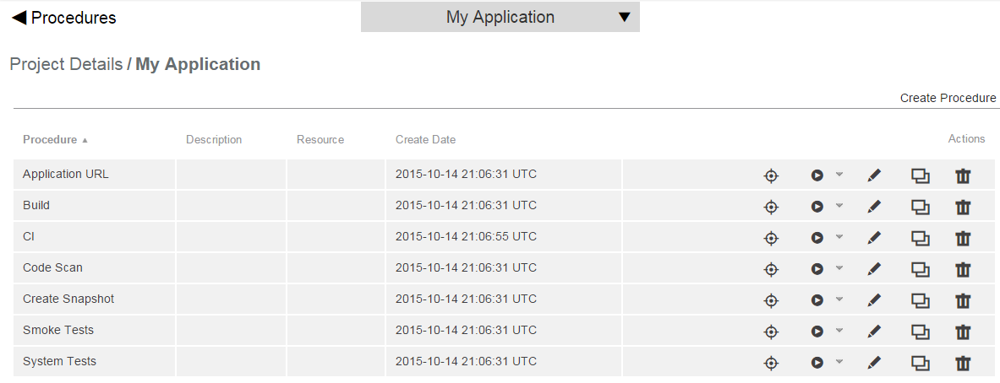 Procedures
My Application
Project Details / My Application
Create Procedure
Procedure Description Resource Create Date Actions
Application URL 2015-10-14 21:06:31 UTC
Build 2015-10-14 21:06:31 UTC
CI 2015-10-14 21:06:55 UTC
Code Scan 2015-10-14 21:06:31 UTC
Create Snapshot 2015-10-14 21:06:31 UTC
Smoke Tests 2015-10-14 21:06:31 UTC
System Tests 2015-10-14 21:06:31 UTC